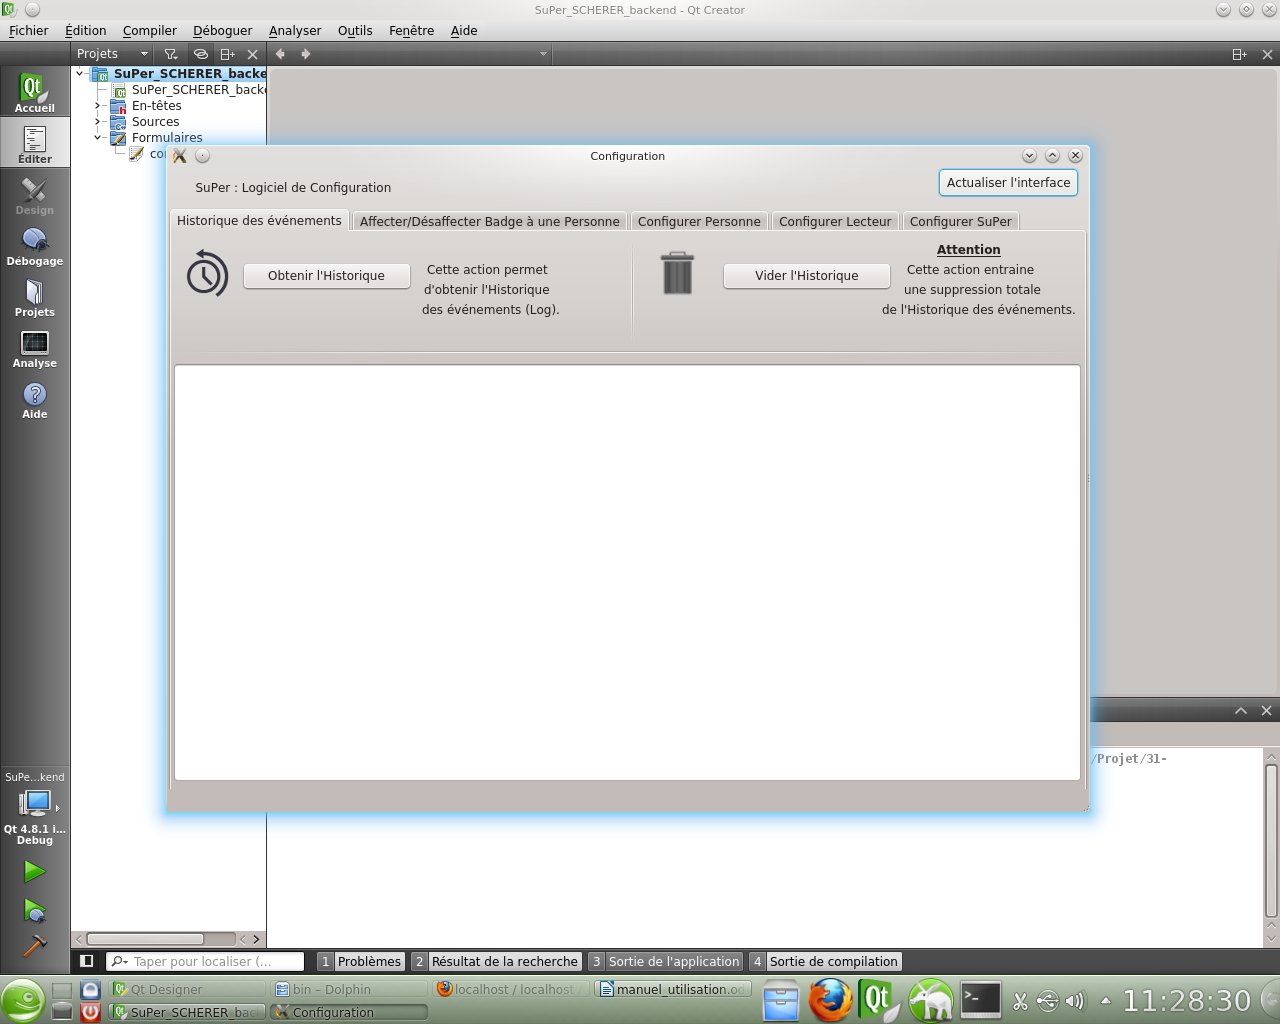 SuPer_SCHERER_backend - Qt Creator
Fichier Édition Compiler Déboguer Analyser Outils Fenêtre Aide
Projets
SuPer_SCHERER_backe
SuPer_SCHERER_backe
En-têtes
Sources
Formulaires
Accueil
Éditer
Design
Débogage
Projets
Analyse
Aide
Configuration
SuPer : Logiciel de Configuration
Actualiser l'interface
Historique des événements
Affecter/Désaffecter Badge à une Personne
Configurer Personne
Configurer Lecteur
Configurer SuPer
Obtenir l'Historique
Cette action permet
d'obtenir l'Historique
des événements (Log).
Vider l'Historique
Attention
Cette action entraine
une suppression totale
de l'Historique des événements.
/Projet/31-
SuPe...kend
Qt 4.8.1 i...
Debug
Taper pour localiser (...
1 Problèmes
2 Résultat de la recherche
3 Sortie de l'application
4 Sortie de compilation
Qt Designer
bin – Dolphin
localhost / localhost /
manuel_utilisation.od
SuPer_SCHERER_bac
Configuration
11:28:30